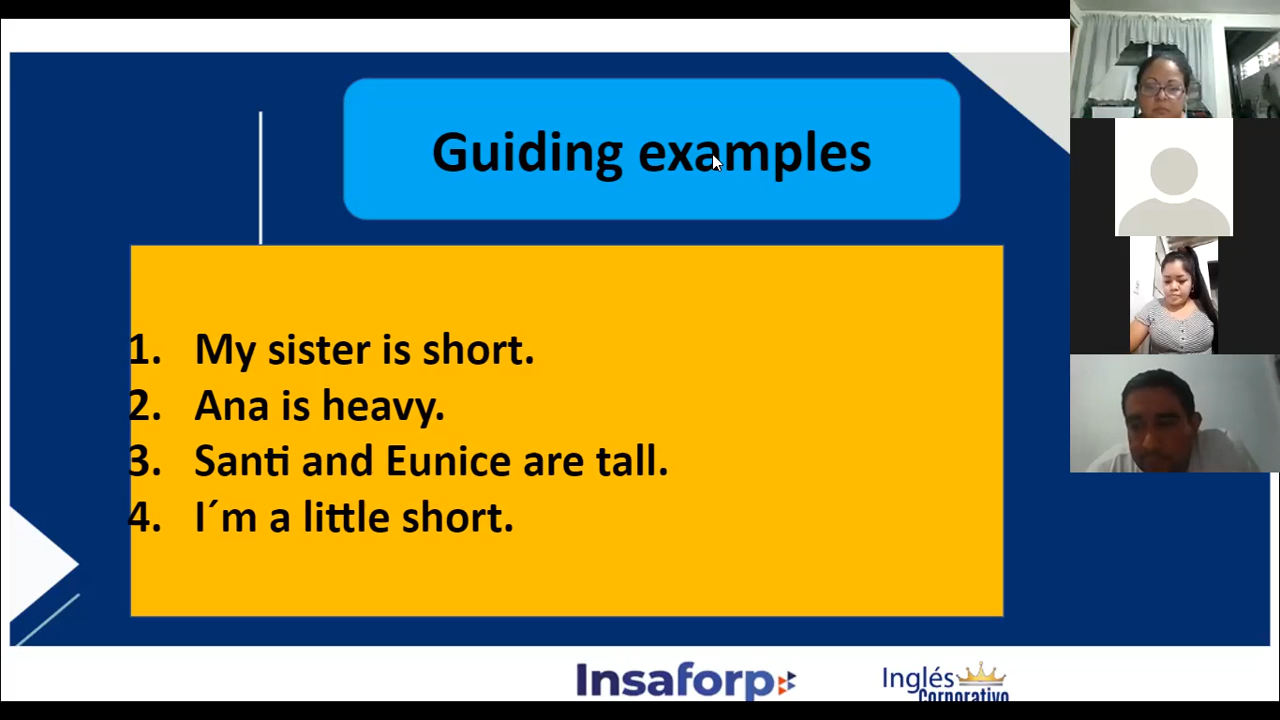 Guiding examples
1. My sister is short.
2. Ana is heavy.
3. Santi and Eunice are tall.
4. I´m a little short.
Insaforp
Inglés
Corporativo